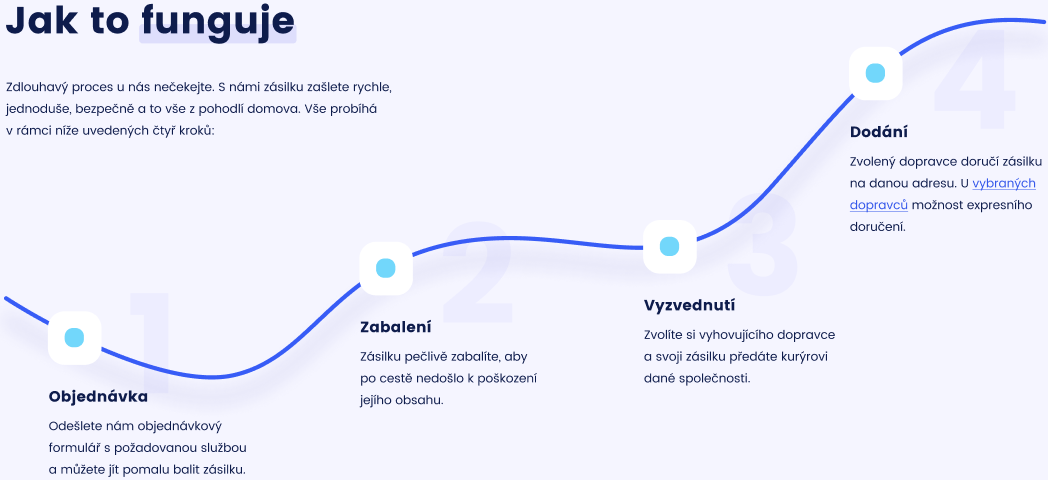 Jak to funguje
Zdlouhavý proces u nás nečekejte. S námi zásilku zašlete rychle,
jednoduše, bezpečně a to vše z pohodlí domova. Vše probíhá
v rámci níže uvedených čtyř kroků:
1
Objednávka
Odešlete nám objednávkový
formulář s požadovanou službou
a můžete jít pomalu balit zásilku.
2
Zabalení
Zásilku pečlivě zabalíte, aby
po cestě nedošlo k poškození
jejího obsahu.
3
Vyzvednutí
Zvolíte si vyhovujícího dopravce
a svoji zásilku předáte kurýrovi
dané společnosti.
4
Dodání
Zvolený dopravce doručí zásilku
na danou adresu. U vybraných
dopravců možnost expresního
doručení.